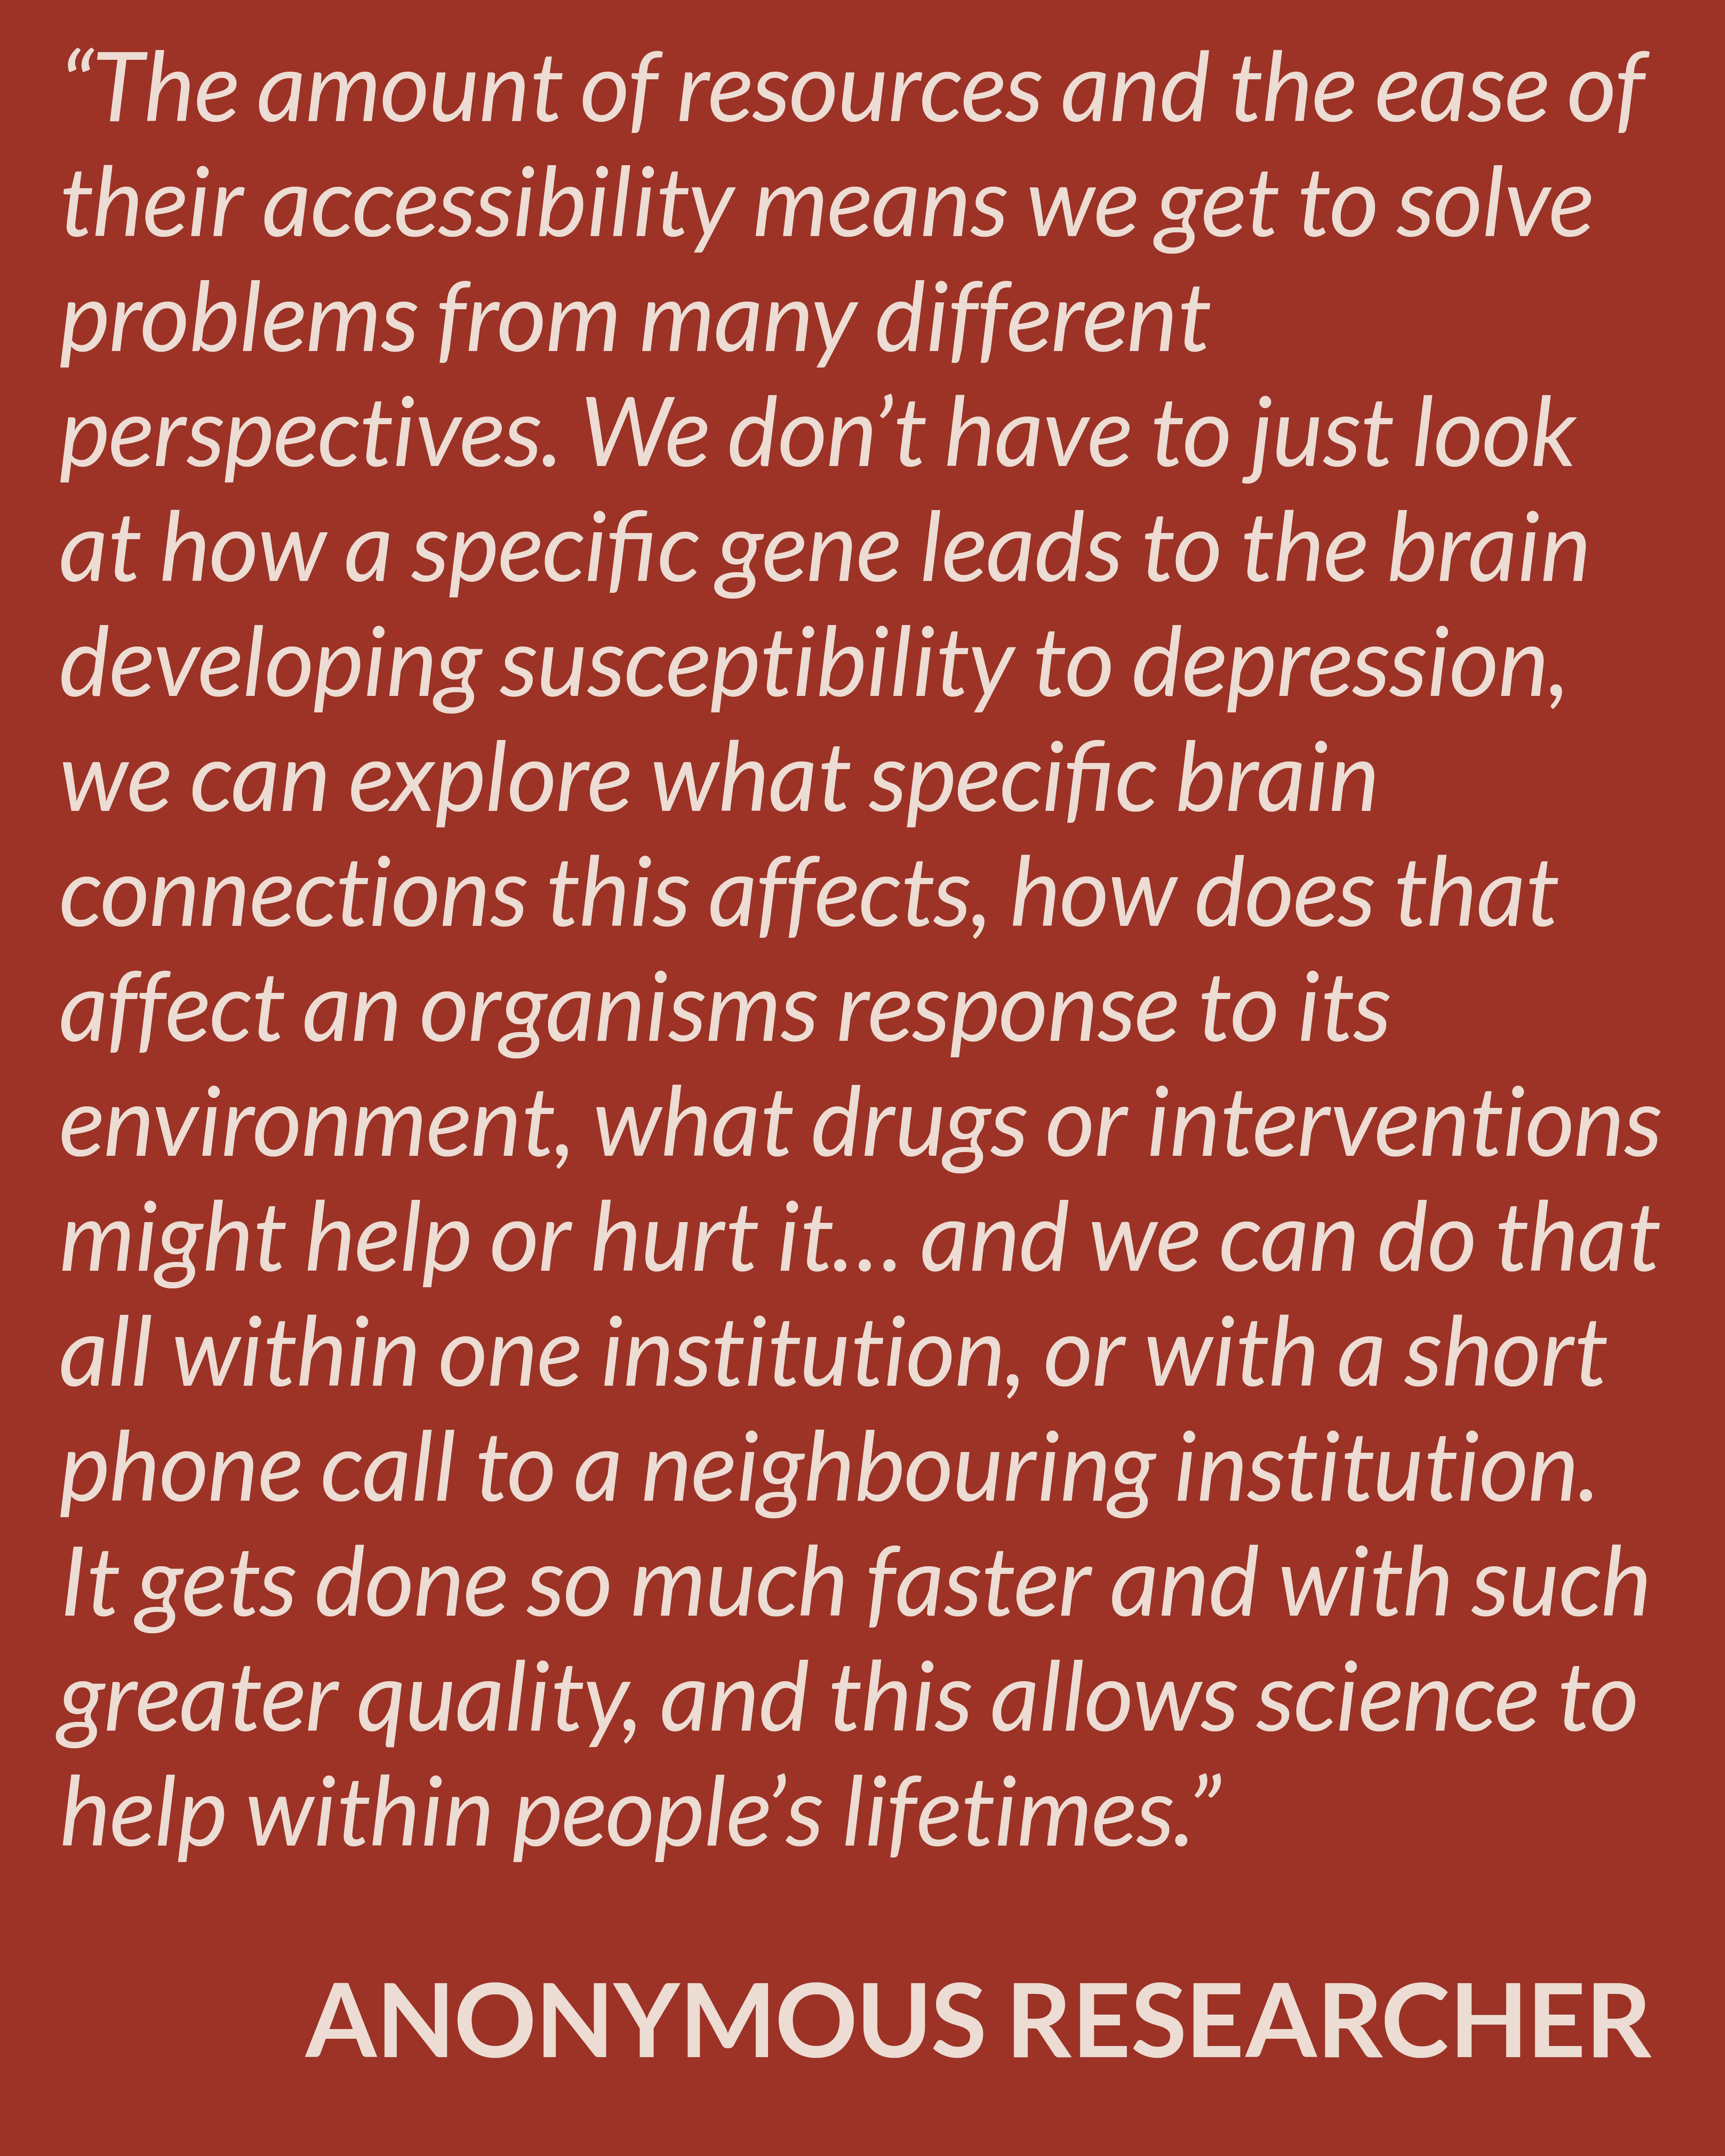 “The amount of resources and the ease of
their accessibility means we get to solve
problems from many different
perspectives. We don’t have to just look
at how a specific gene leads to the brain
developing susceptibility to depression,
we can explore what specific brain
connections this affects, how does that
affect an organisms response to its
environment, what drugs or interventions
might help or hurt it... and we can do that
all within one institution, or with a short
phone call to a neighbouring institution.
It gets done so much faster and with such
greater quality, and this allows science to
help within people’s lifetimes.”
ANONYMOUS RESEARCHER